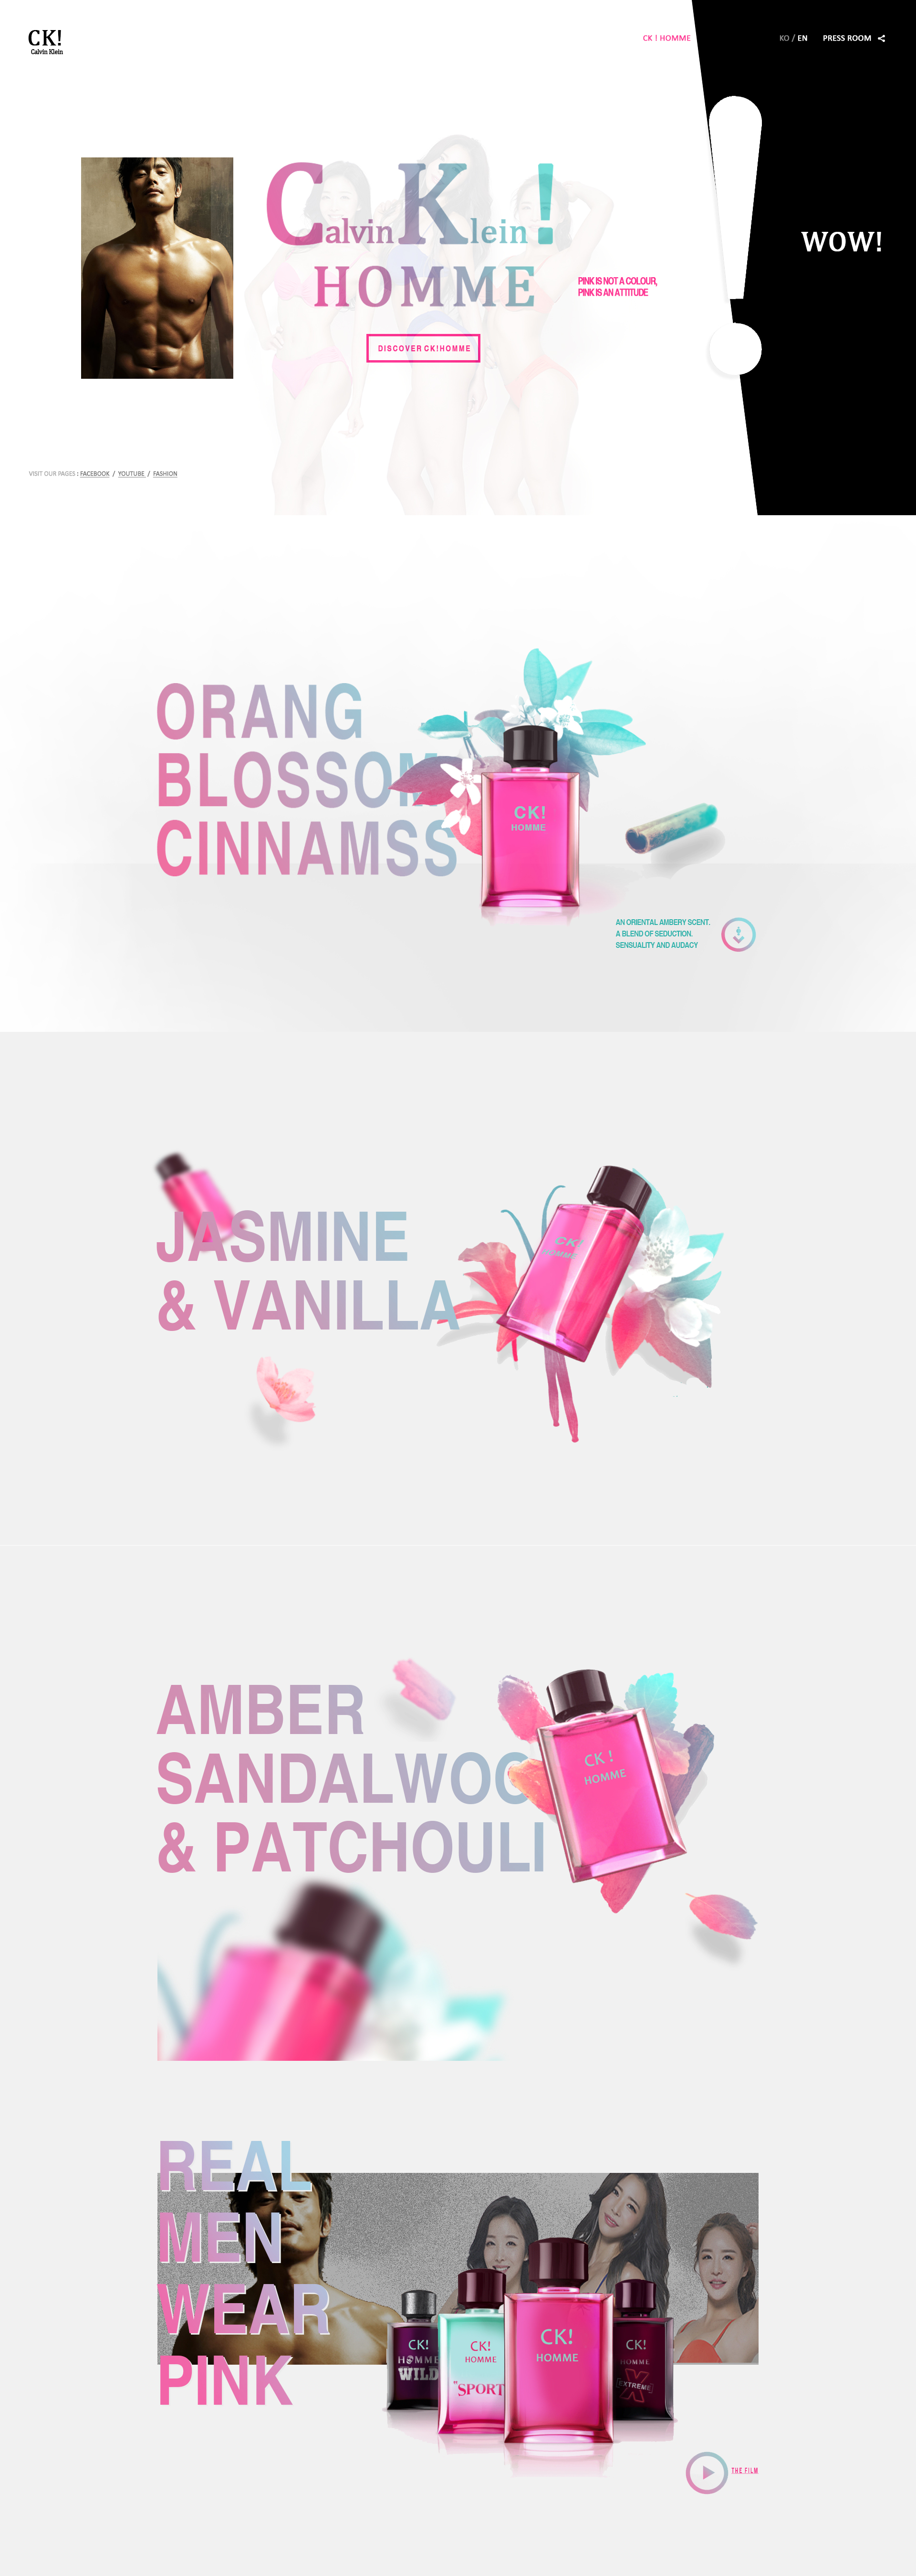 CK!
Calvin Klein
CK ! HOMME
KO / EN
PRESS ROOM
Calvin Klein!
HOMME
WOW!
PINK IS NOT A COLOUR,
PINK IS AN ATTITUDE
DISCOVER CK!HOMME
VISIT OUR PAGES : FACEBOOK / YOUTUBE / FASHION
ORANG
BLOSSOM
CINNAMSS
CK!
HOMME
AN ORIENTAL AMBERY SCENT.
A BLEND OF SEDUCTION.
SENSUALITY AND AUDACY
JASMINE
& VANILLA
CK!
HOMME
AMBER
SANDALWOO
& PATCHOULI
CK !
HOMME
REAL
MEN
WEAR
PINK
CK!
HOMME
WILD
CK!
HOMME
"SPORT
CK!
HOMME
CK!
HOMME
X
[EXTREME]
THE FILM